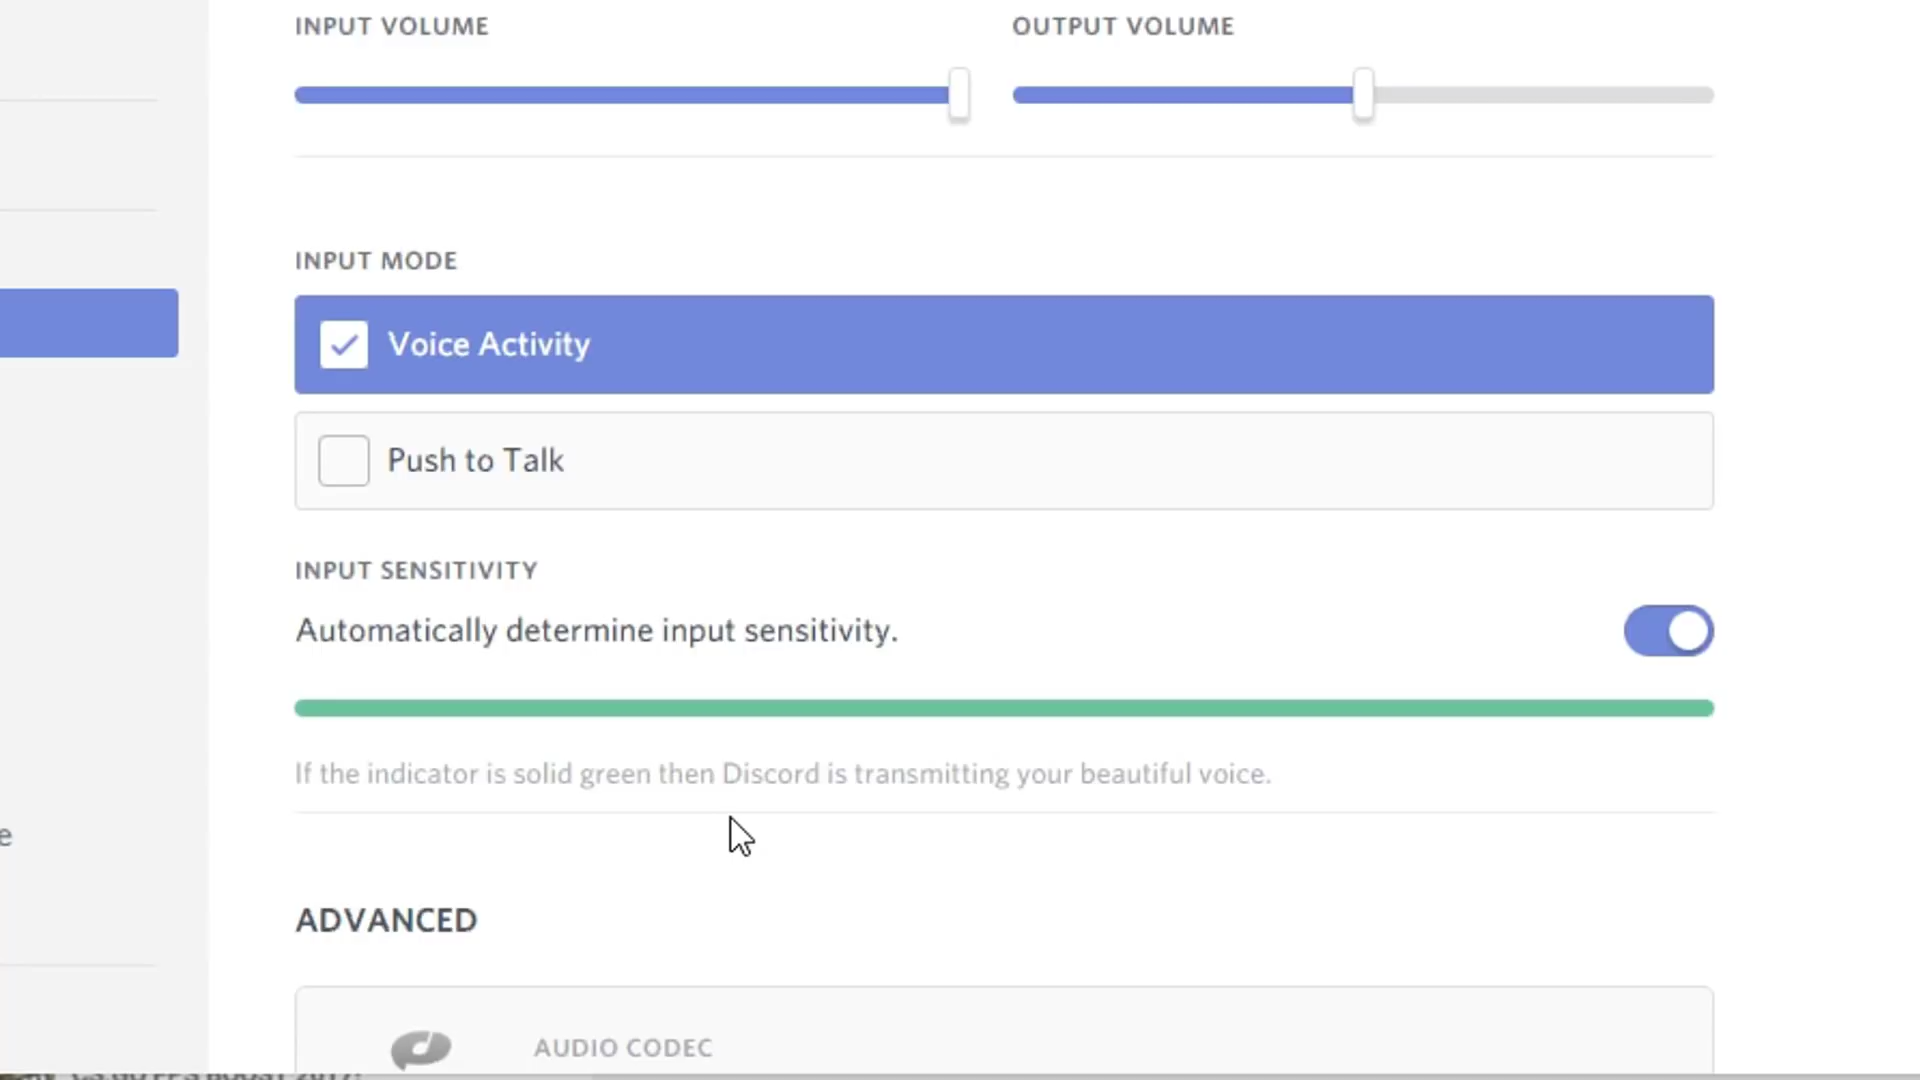 INPUT VOLUME
OUTPUT VOLUME
INPUT MODE
Voice Activity
Push to Talk
INPUT SENSITIVITY
Automatically determine input sensitivity.
If the indicator is solid green then Discord is transmitting your beautiful voice.
e
ADVANCED
AUDIO CODEC